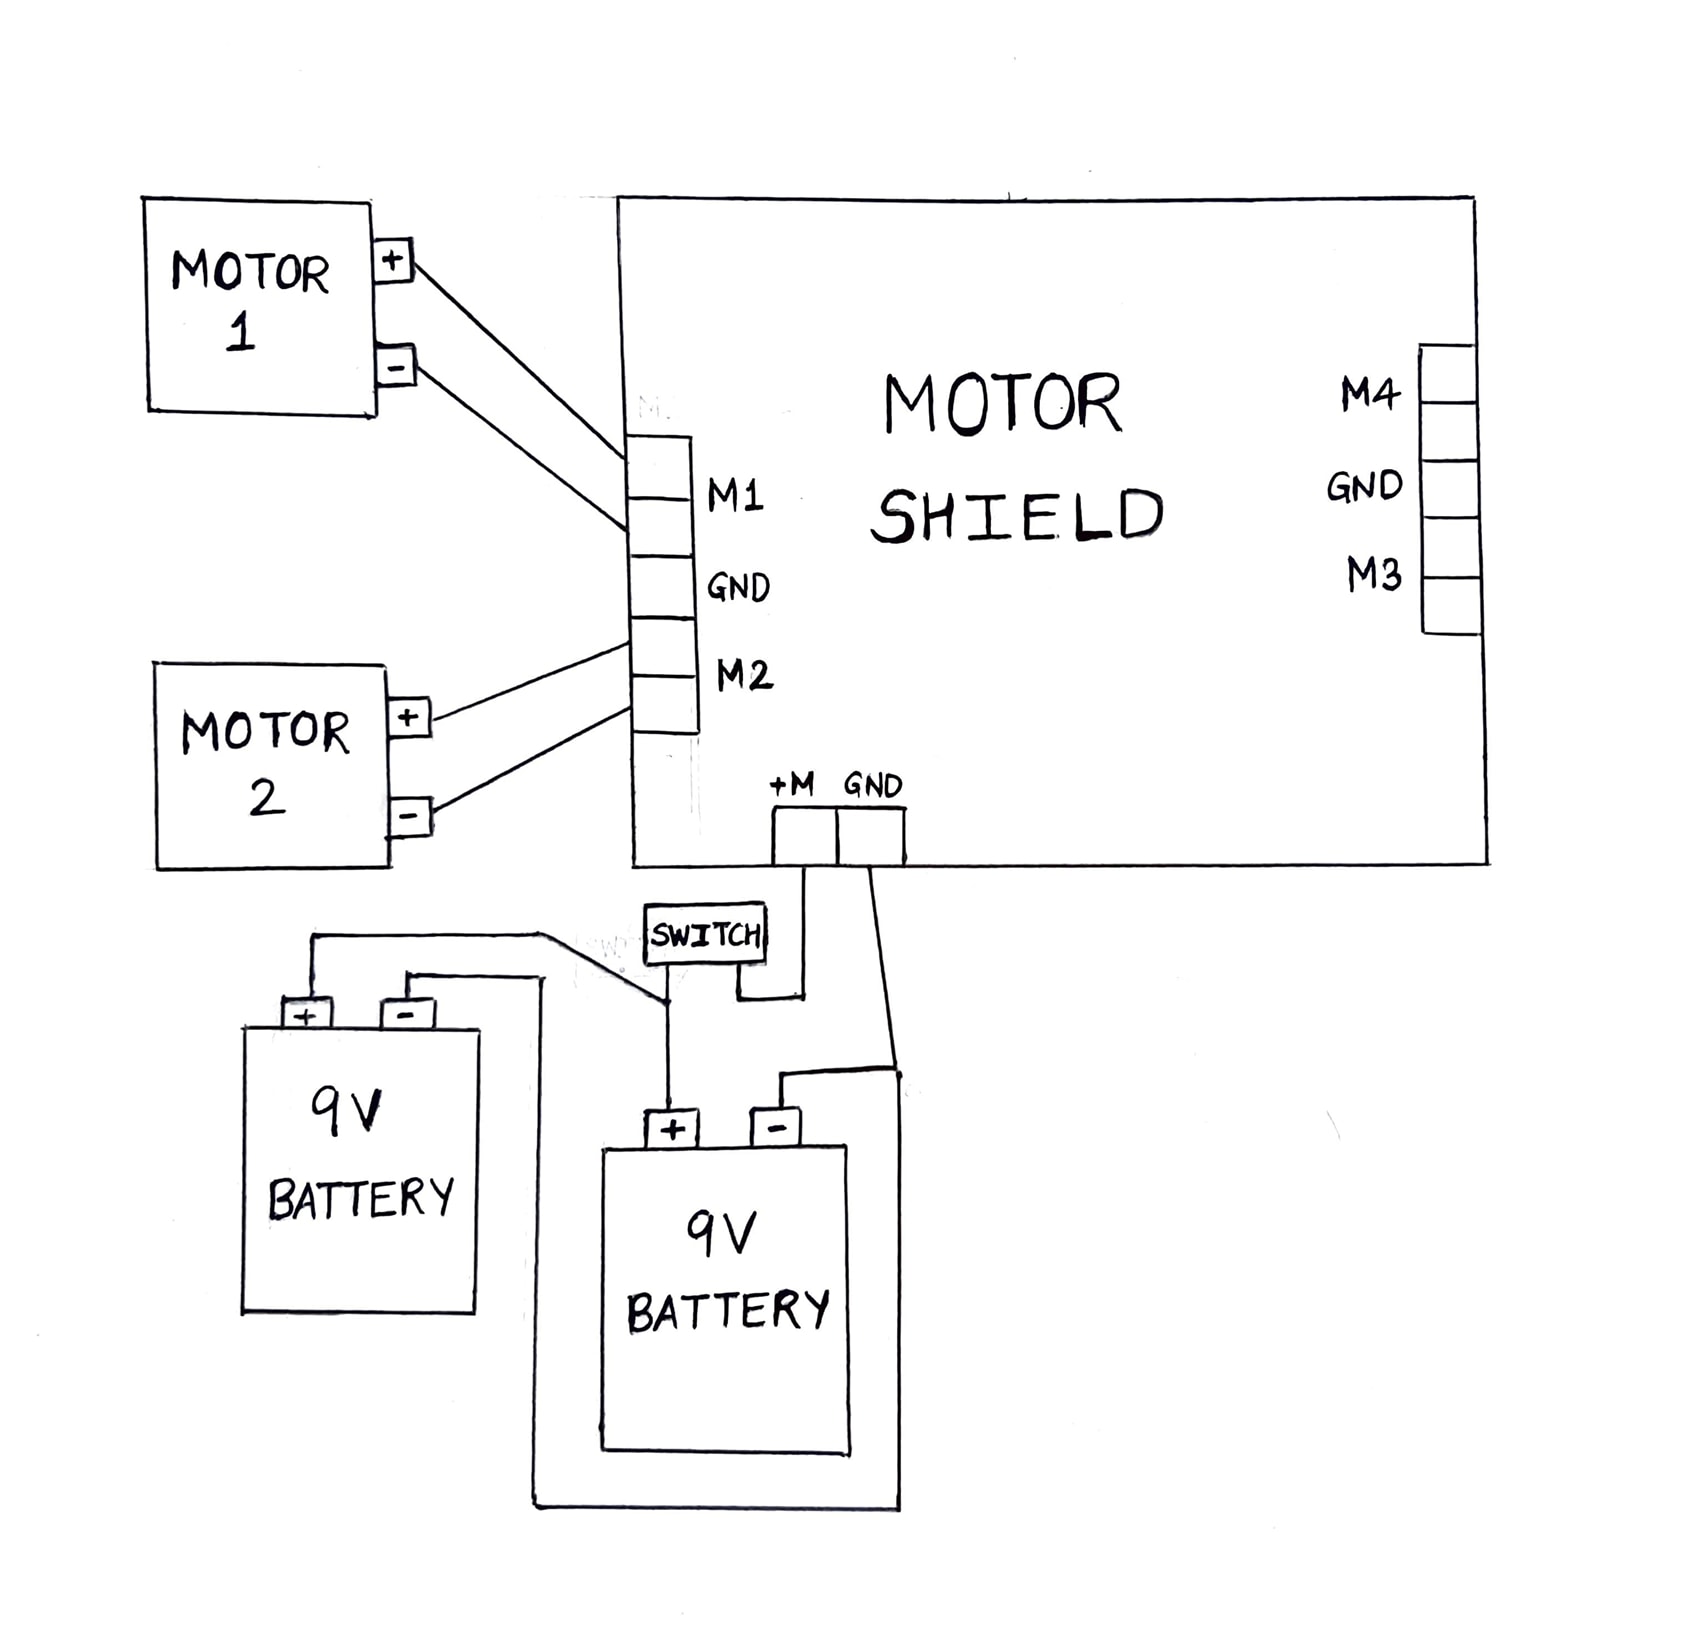 MOTOR
1
+
-
MOTOR
SHIELD
M1
GND
M2
M4
GND
M3
MOTOR
2
+
-
+M GND
SWITCH
+ -
9V
BATTERY
+ -
9V
BATTERY